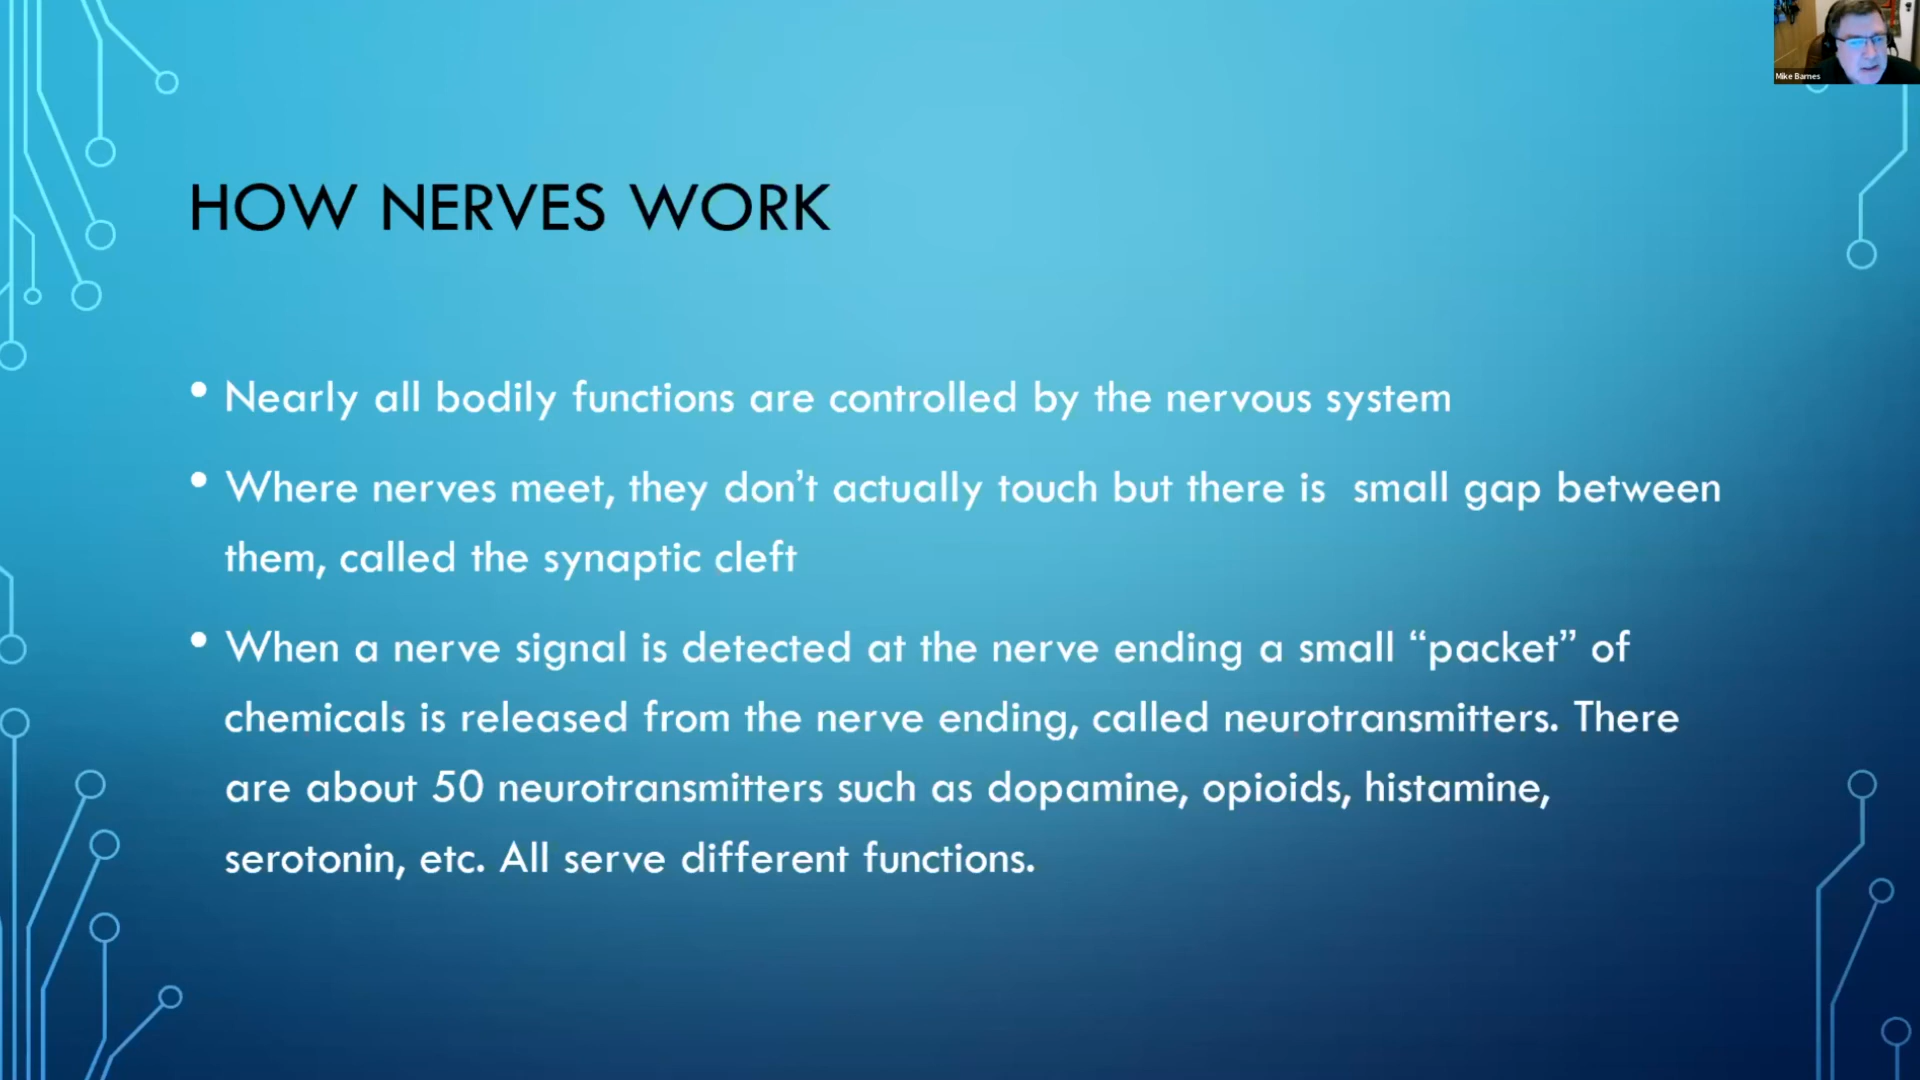 Mike Barnes
HOW NERVES WORK
• Nearly all bodily functions are controlled by the nervous system
• Where nerves meet, they don’t actually touch but there is  small gap between
them, called the synaptic cleft
• When a nerve signal is detected at the nerve ending a small “packet” of
chemicals is released from the nerve ending, called neurotransmitters. There
are about 50 neurotransmitters such as dopamine, opioids, histamine,
serotonin, etc. All serve different functions.